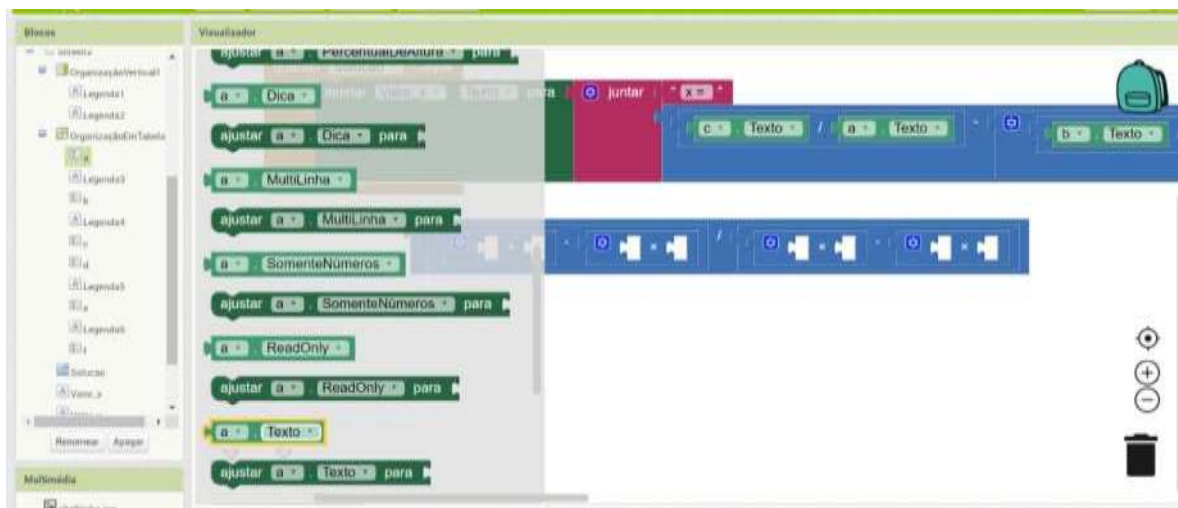 Blocos
Visualizador
OrganizaçãoVertical1
Legenda1
Legenda2
OrganizaçãoEmTabela
a
Legenda3
b
Legenda4
c
d
Legenda5
e
Legenda6
f
Solucao
Valor_x
Renomear Apagar
Multimídia
ajustar a . PercentualDeAltura para
a . Dica
ajustar a . Dica para
a . MultiLinha
ajustar a . MultiLinha para
a . SomenteNúmeros
ajustar a . SomenteNúmeros para
a . ReadOnly
ajustar a . ReadOnly para
a . Texto
ajustar a . Texto para
para juntar " x = "
c . Texto / a . Texto - b . Texto
× - × / × - ×